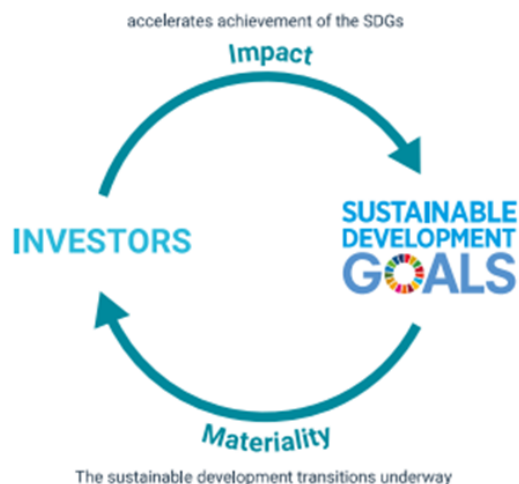 accelerates achievement of the SDGs
Impact
INVESTORS
SUSTAINABLE
DEVELOPMENT
GOALS
Materiality
The sustainable development transitions underway